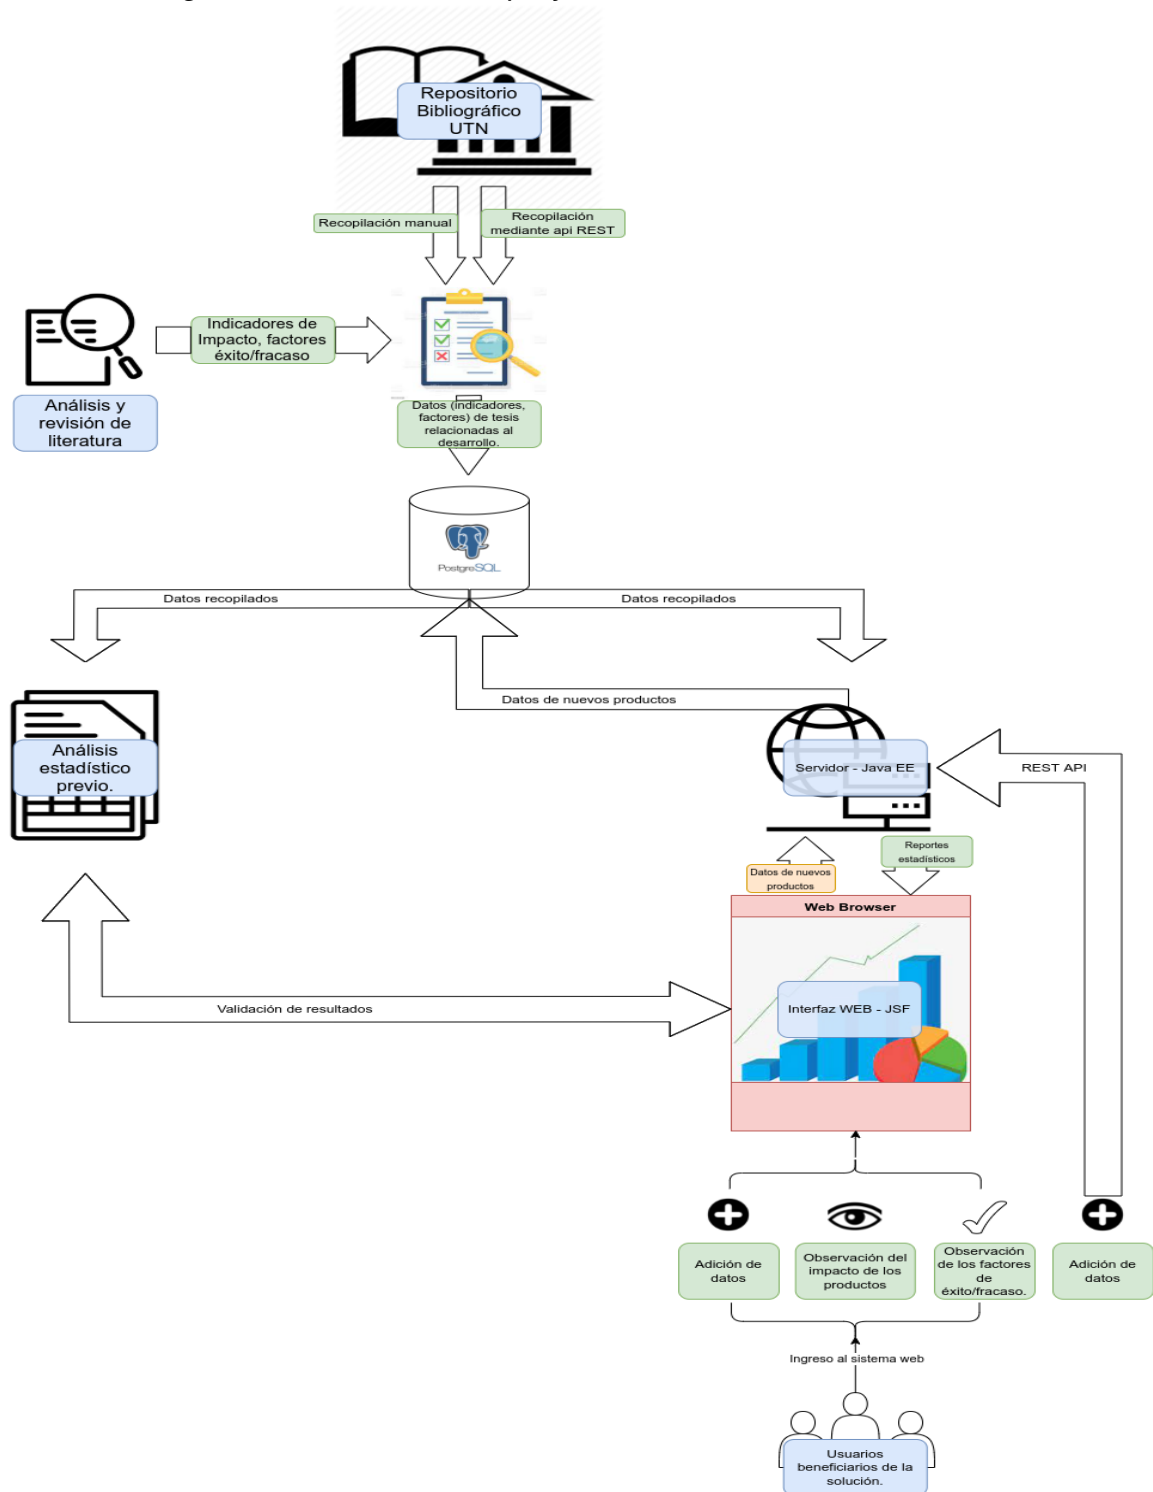 Repositorio
Bibliográfico
UTN
Recopilación manual
Recopilación
mediante api REST
Indicadores de
Impacto, factores
éxito/fracaso
Análisis y
revisión de
literatura
Datos (indicadores,
factores) de tesis
relacionadas al
desarrollo.
PostgreSQL
Datos recopilados
Datos recopilados
Datos de nuevos productos
Análisis
estadístico
previo.
Servidor - Java EE
REST API
Reportes
estadísticos
Datos de nuevos
productos
Web Browser
Interfaz WEB - JSF
Validación de resultados
Adición de
datos
Observación del
impacto de los
productos
Observación
de los factores
de
éxito/fracaso.
Adición de
datos
Ingreso al sistema web
Usuarios
beneficiarios de la
solución.